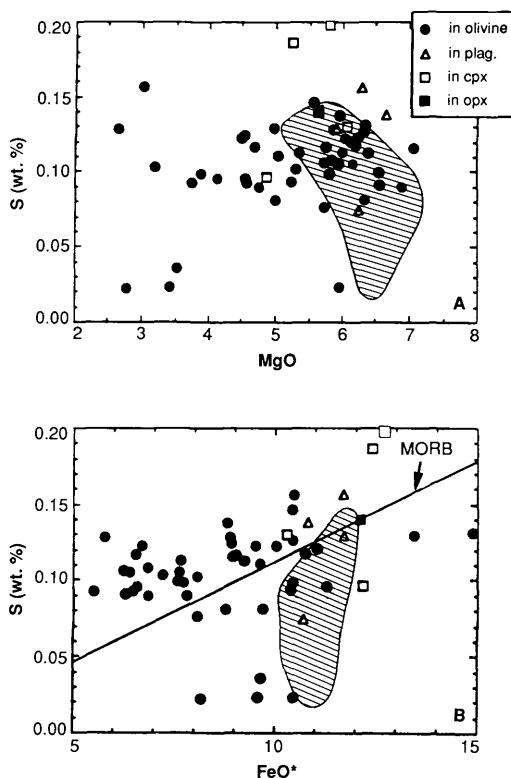 0.20
0.15
0.10
0.05
0.00
S (wt. %)
2 3 4 5 6 7 8
MgO
A
in olivine
in plag.
in cpx
in opx
0.20
0.15
0.10
0.05
0.00
S (wt. %)
5 10 15
FeO*
MORB
B